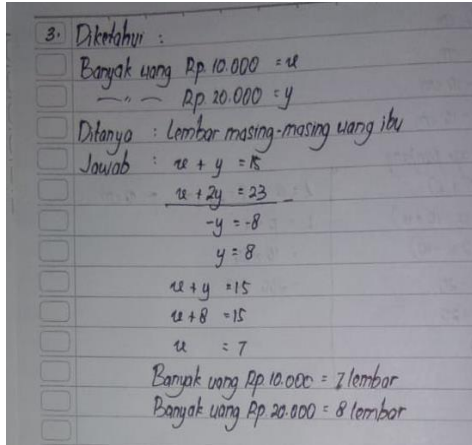 3. Diketahui :
Banyak uang Rp. 10.000 = x
— " — Rp. 20.000 = y
Ditanya : Lembar masing-masing uang ibu
Jawab : x + y = 15
x + 2y = 23 -
-y = -8
y = 8
x + y = 15
x + 8 = 15
x = 7
Banyak uang Rp 10.000 = 7 lembar
Banyak uang Rp. 20.000 = 8 lembar